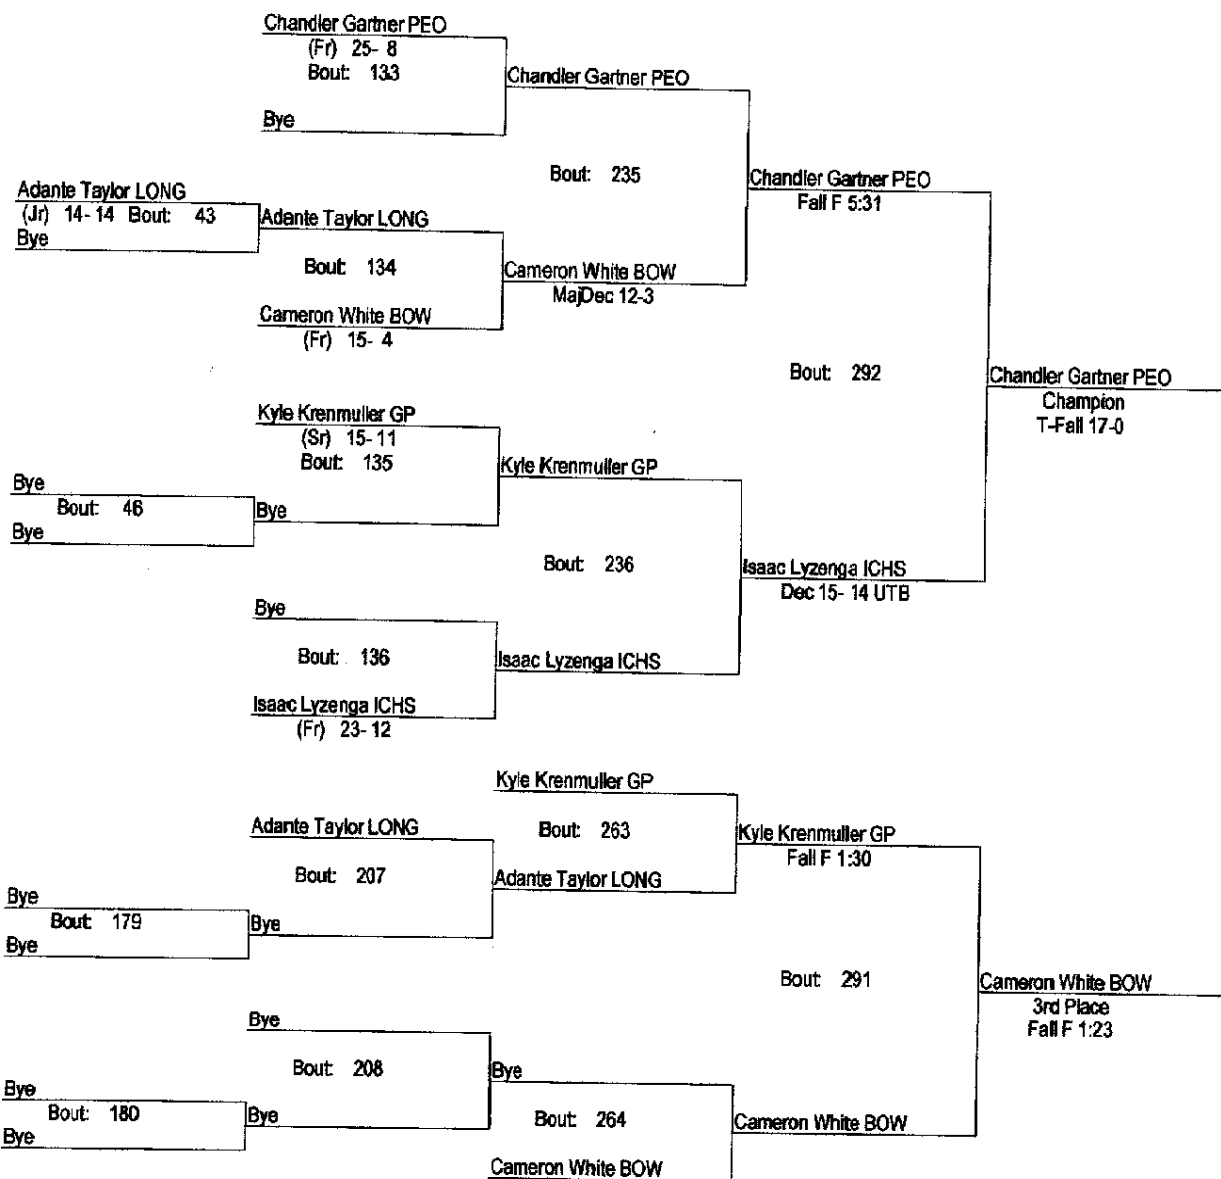 Chandler Gartner PEO
(Fr) 25- 8
Bout: 133
Chandler Gartner PEO
Bye
Bout: 235
Chandler Gartner PEO
Fall F 5:31
Adante Taylor LONG
(Jr) 14- 14 Bout: 43
Bye
Adante Taylor LONG
Bout: 134
Cameron White BOW
MajDec 12-3
Cameron White BOW
(Fr) 15- 4
Bout: 292
Chandler Gartner PEO
Champion
T-Fall 17-0
Kyle Krenmuller GP
(Sr) 15- 11
Bout: 135
Kyle Krenmuller GP
Bye
Bout: 46
Bye
Bye
Bout: 236
Isaac Lyzenga ICHS
Dec 15- 14 UTB
Bye
Bout: 136
Isaac Lyzenga ICHS
Isaac Lyzenga ICHS
(Fr) 23- 12
Kyle Krenmuller GP
Bout: 263
Kyle Krenmuller GP
Fall F 1:30
Adante Taylor LONG
Bout: 207
Adante Taylor LONG
Bye
Bout: 179
Bye
Bye
Bout: 291
Cameron White BOW
3rd Place
Fall F 1:23
Bye
Bout: 208
Bye
Bye
Bout: 180
Bye
Bye
Bout: 264
Cameron White BOW
Cameron White BOW